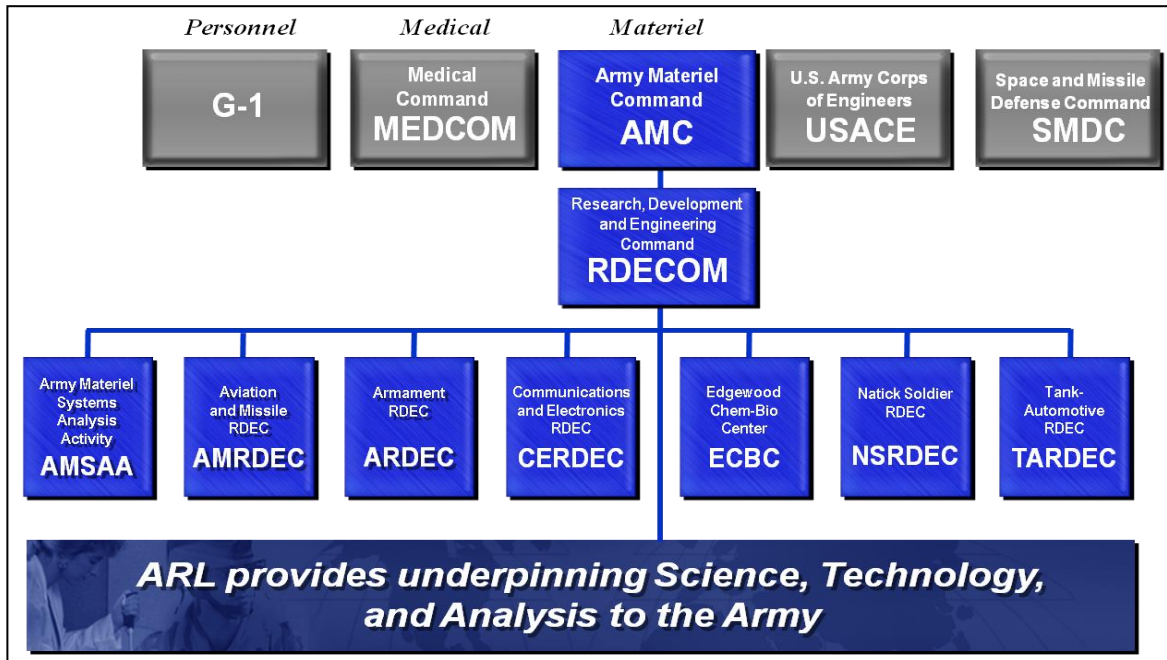 Personnel
Medical
Materiel
G-1
Medical
Command
MEDCOM
Army Materiel
Command
AMC
U.S. Army Corps
of Engineers
USACE
Space and Missile
Defense Command
SMDC
Research, Development
and Engineering
Command
RDECOM
Army Materiel
Systems
Analysis
Activity
AMSAA
Aviation
and Missile
RDEC
AMRDEC
Armament
RDEC
ARDEC
Communications
and Electronics
RDEC
CERDEC
Edgewood
Chem-Bio
Center
ECBC
Natick Soldier
RDEC
NSRDEC
Tank-
Automotive
RDEC
TARDEC
ARL provides underpinning Science, Technology,
and Analysis to the Army